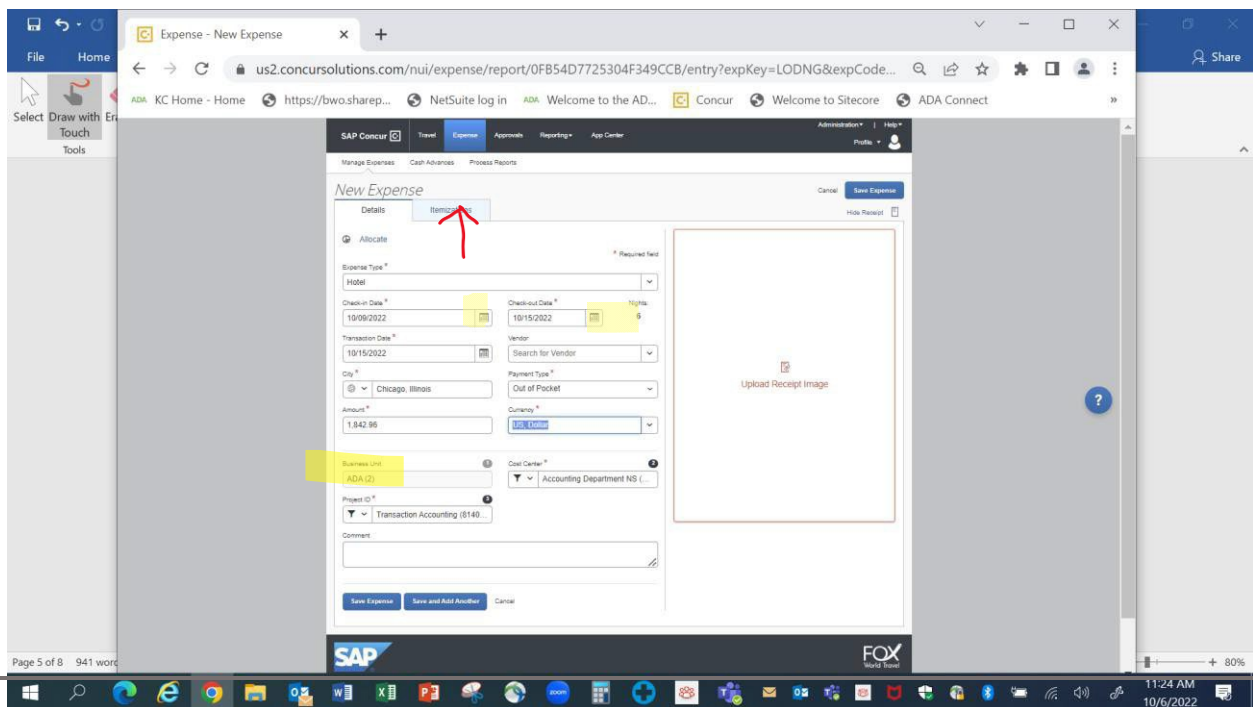 Expense - New Expense
File Home
Share
us2.concursolutions.com/nui/expense/report/0FB54D7725304F349CCB/entry?expKey=LODNG&expCode...
ADA KC Home - Home https://bwo.sharep... NetSuite log in ADA Welcome to the AD... Concur Welcome to Sitecore ADA Connect »
Select Draw with Touch
Tools
SAP Concur C Travel Expense Approvals Reporting App Center
Administration | Help
Profile
Manage Expenses Cash Advances Process Reports
New Expense
Cancel Save Expense
Details
Hide Receipt
Allocate
* Required field
Expense Type *
Hotel
Check-in Date * Check-out Date * Nights:
10/09/2022 10/15/2022 6
Transaction Date * Vendor
10/15/2022 Search for Vendor
City * Payment Type *
Chicago, Illinois Out of Pocket
Amount * Currency *
1,842.96 US, Dollar
Upload Receipt Image
?
Business Unit Cost Center *
ADA (2) Accounting Department NS (...
Project ID *
Transaction Accounting (8140...
Comment
Save Expense Save and Add Another Cancel
SAP
FOX
World Travel
Page 5 of 8 941 word
80%
zoom
11:24 AM
10/6/2022